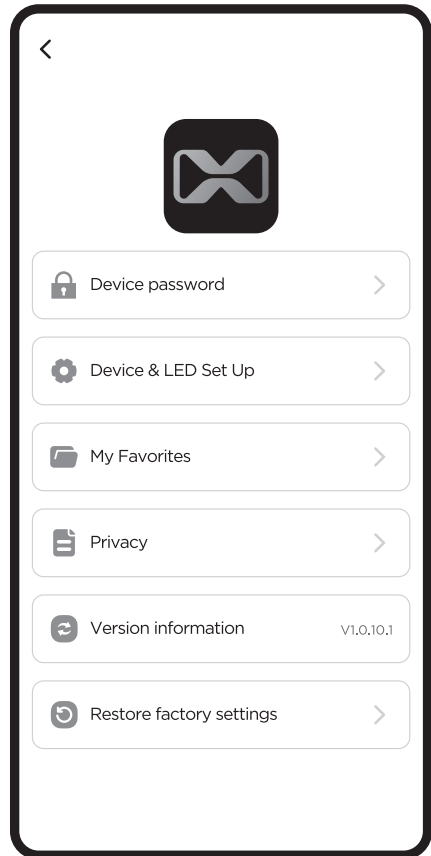 Device password
Device & LED Set Up
My Favorites
Privacy
Version information V1.0.10.1
Restore factory settings